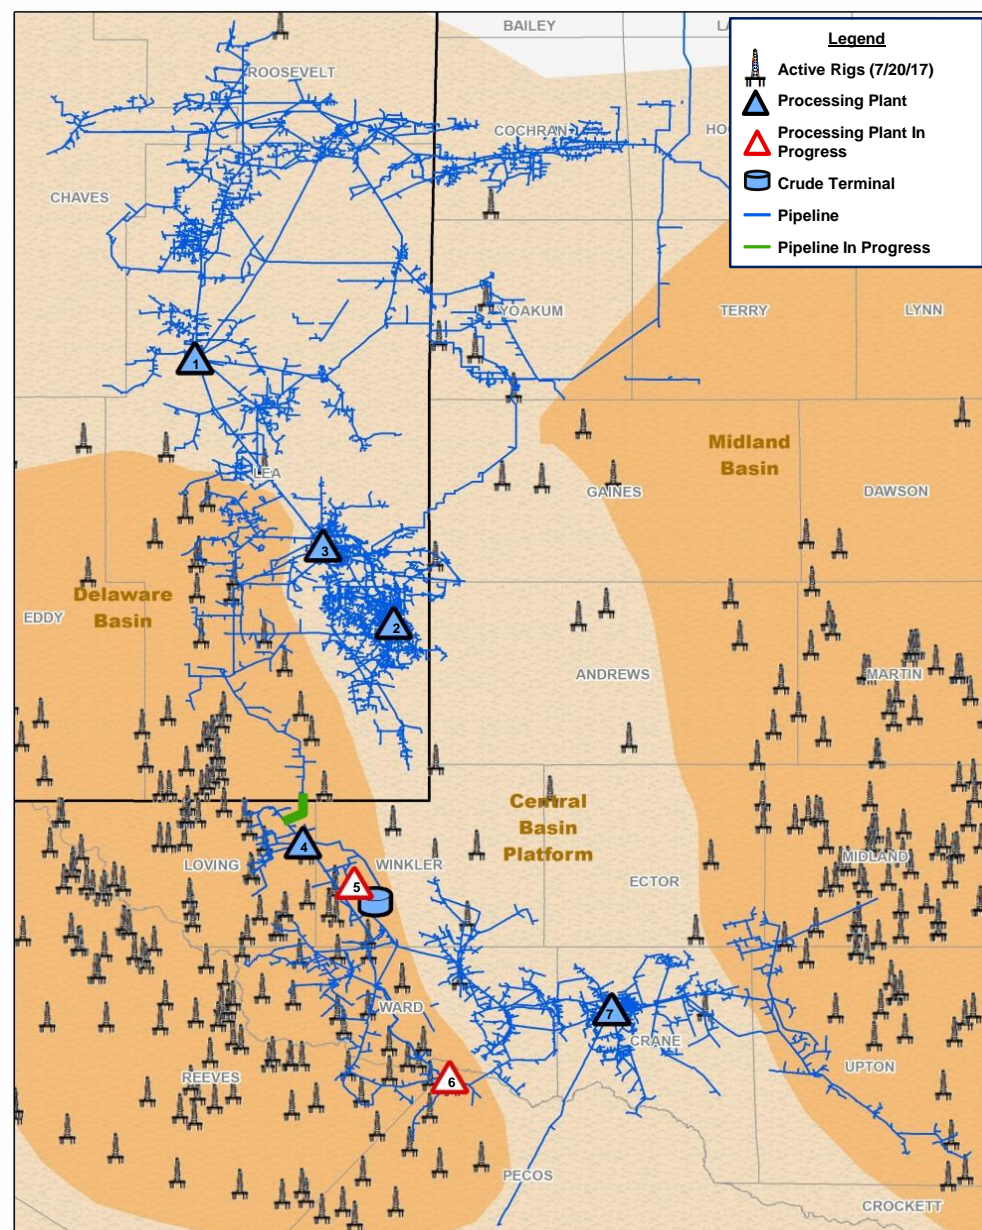 BAILEY
Legend
Active Rigs (7/20/17)
Processing Plant
Processing Plant In
Progress
Crude Terminal
Pipeline
Pipeline In Progress
ROOSEVELT
COCHRAN
CHAVES
YOAKUM
TERRY
LYNN
1
Midland
Basin
LEA
GAINES
DAWSON
3
Delaware
Basin
EDDY
2
ANDREWS
MARTIN
Central
Basin
Platform
4
LOVING
WINKLER
MIDLAND
5
ECTOR
WARD
7
CRANE
REEVES
6
UPTON
PECOS
CROCKETT